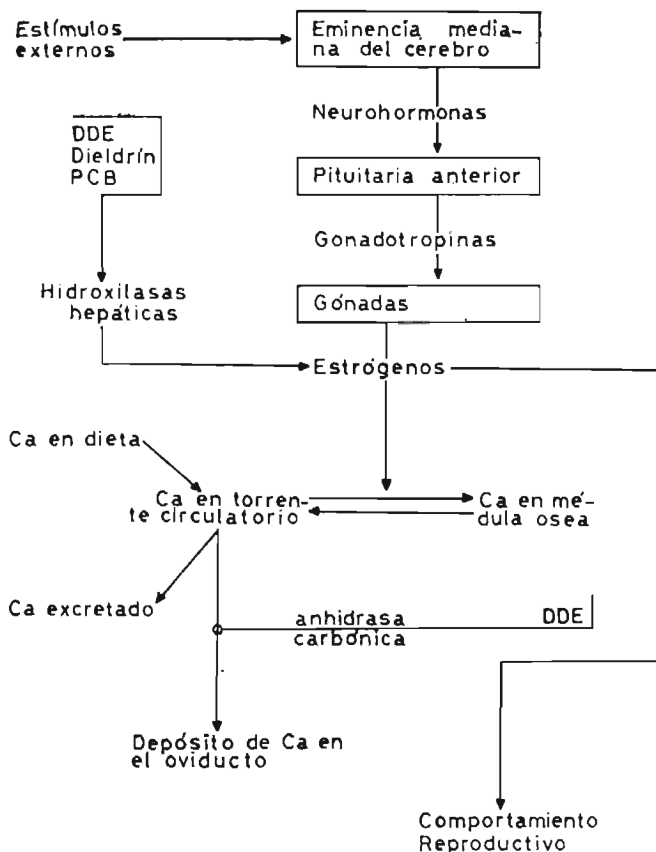 Estímulos
externos
Eminencía media-
na del cerebro
Neurohormonas
DDE
Dieldrín
PCB
Pituitaria anterior
Gonadotropinas
Hidroxilasas
hepáticas
Gónadas
Estrógenos
Ca en dieta
Ca en torren-
te circulatorio
Ca en mé-
dula osea
Ca excretado
anhidrasa
carbónica
DDE
Depósito de Ca en
el oviducto
Comportamiento
Reproductivo